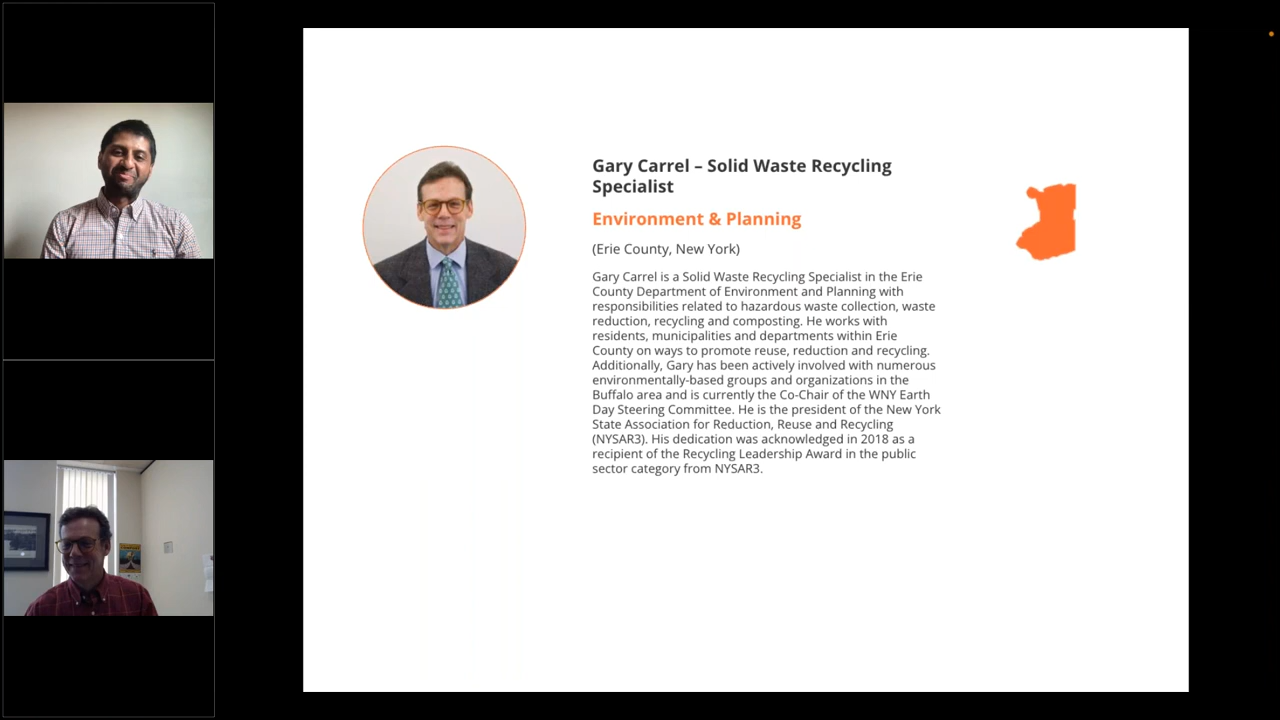 Gary Carrel – Solid Waste Recycling
Specialist
Environment & Planning
(Erie County, New York)
Gary Carrel is a Solid Waste Recycling Specialist in the Erie
County Department of Environment and Planning with
responsibilities related to hazardous waste collection, waste
reduction, recycling and composting. He works with
residents, municipalities and departments within Erie
County on ways to promote reuse, reduction and recycling.
Additionally, Gary has been actively involved with numerous
environmentally-based groups and organizations in the
Buffalo area and is currently the Co-Chair of the WNY Earth
Day Steering Committee. He is the president of the New York
State Association for Reduction, Reuse and Recycling
(NYSAR3). His dedication was acknowledged in 2018 as a
recipient of the Recycling Leadership Award in the public
sector category from NYSAR3.